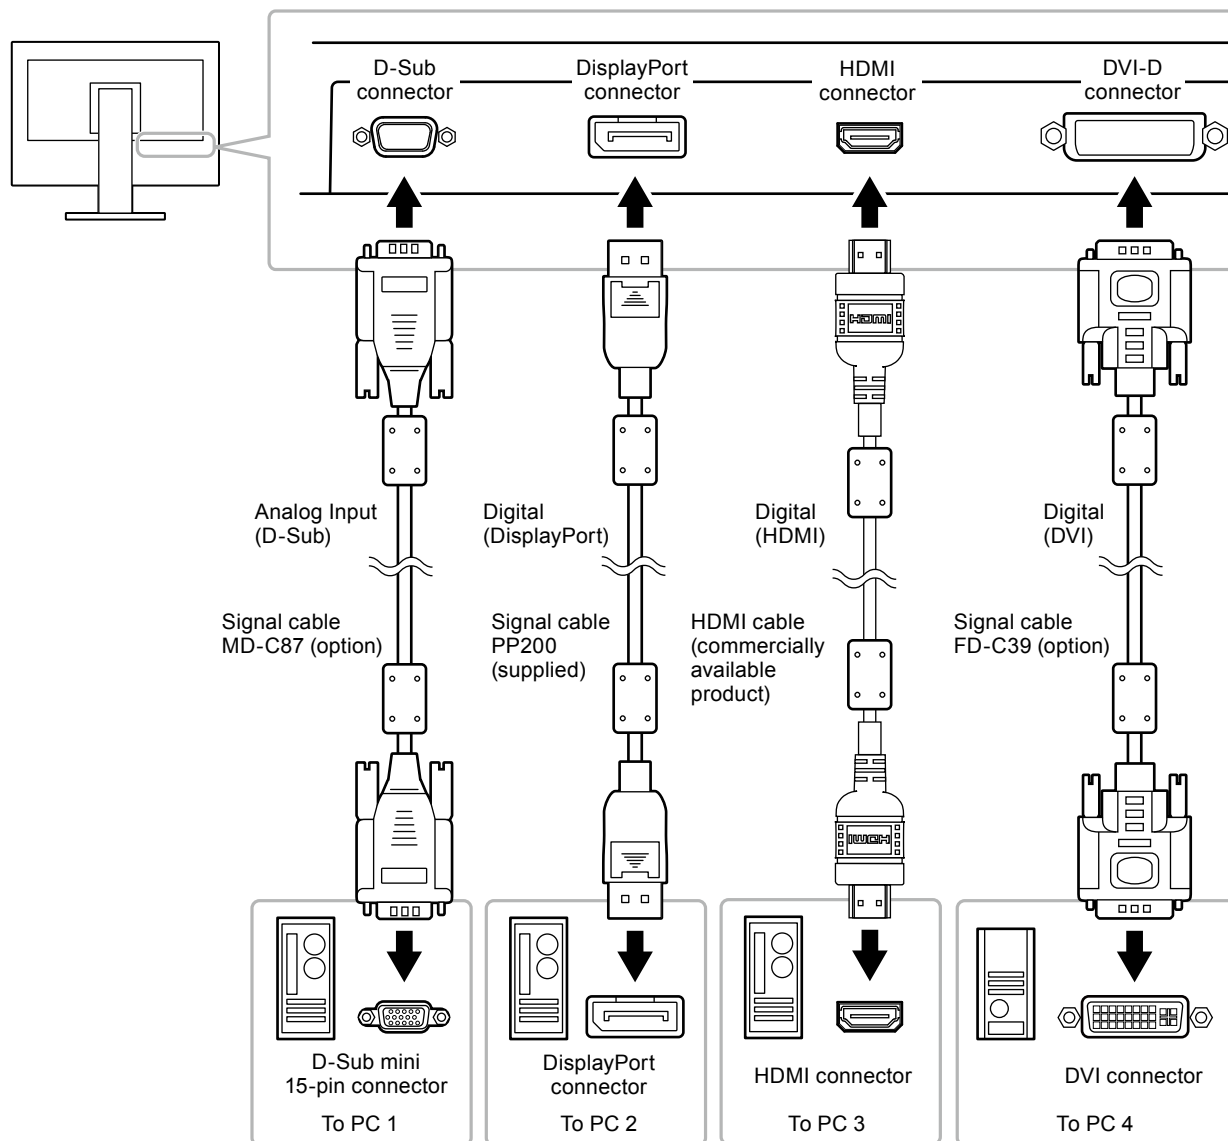 D-Sub
connector
DisplayPort
connector
HDMI
connector
DVI-D
connector
HDMI
Analog Input
(D-Sub)
Digital
(DisplayPort)
Digital
(HDMI)
Digital
(DVI)
Signal cable
MD-C87 (option)
Signal cable
PP200
(supplied)
HDMI cable
(commercially
available
product)
Signal cable
FD-C39 (option)
HDMI
D-Sub mini
15-pin connector
DisplayPort
connector
HDMI connector
DVI connector
To PC 1
To PC 2
To PC 3
To PC 4